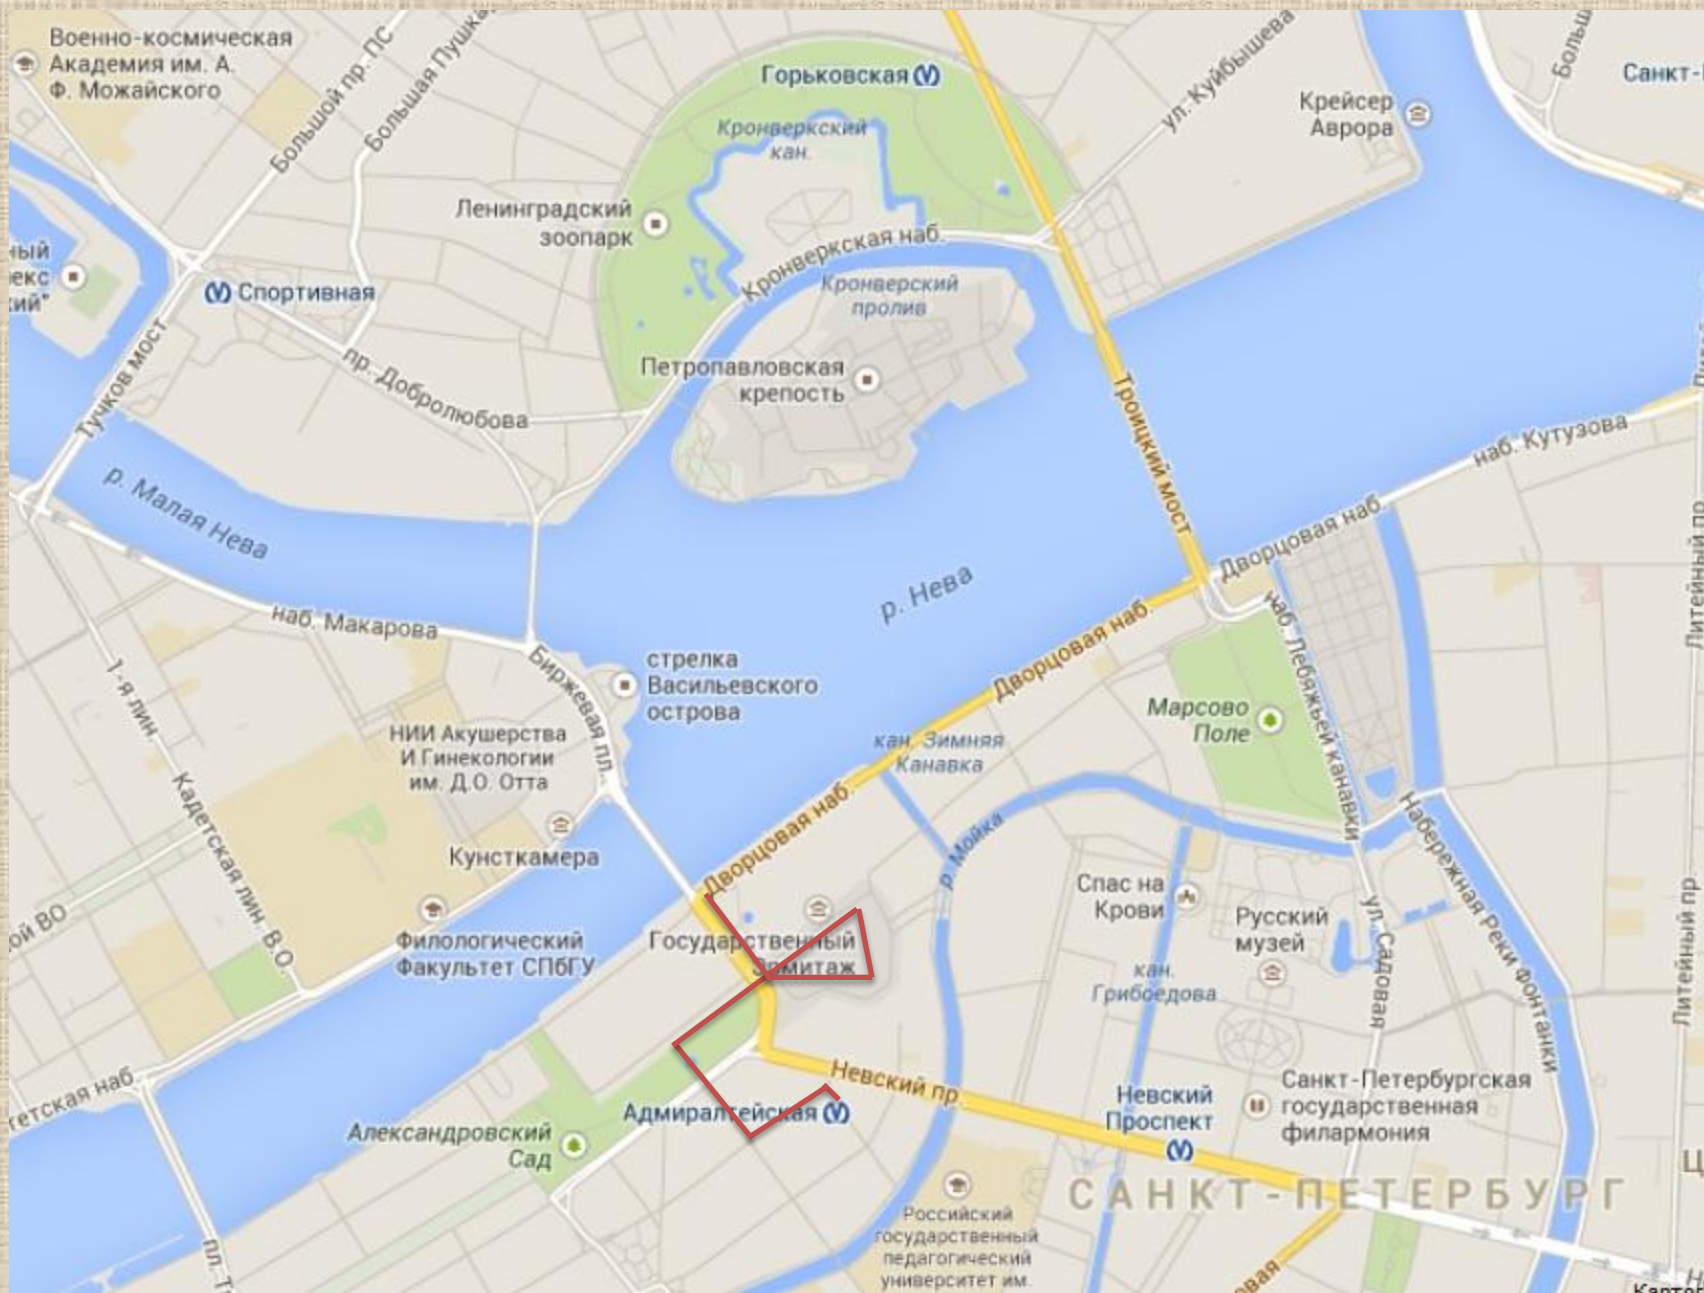 Военно-космическая
Академия им. А.
Ф. Можайского
Большой пр. ПС
Большая
Горьковская
Кронверкский
кан.
ул. Куйбышева
Крейсер
Аврора
Ленинградский
зоопарк
Кронверкская наб.
Кронверский
пролив
Спортивная
Тучков мост
пр. Добролюбова
Петропавловская
крепость
Троицкий мост
наб. Кутузова
Дворцовая наб.
р. Малая Нева
р. Нева
наб. Макарова
Биржевая пл.
стрелка
Васильевского
острова
Дворцовая наб.
наб. Лебяжьей канавки
Марсово
Поле
1-я лин.
НИИ Акушерства
И Гинекологии
им. Д.О. Отта
кан. Зимняя
Канавка
Литейный пр.
Кадетская лин. В.О.
Кунсткамера
Дворцовая наб.
р. Мойка
Набережная Реки Фонтанки
Спас на
Крови
Русский
музей
ул. Садовая
Литейный пр
Филологический
Факультет СПбГУ
Государственный
Эрмитаж
кан.
Грибоедова
Невский пр.
Адмиралтейская
Александровский
Сад
Невский
Проспект
Санкт-Петербургская
государственная
филармония
САНКТ-ПЕТЕРБУРГ
Российский
государственный
педагогический
университет им.